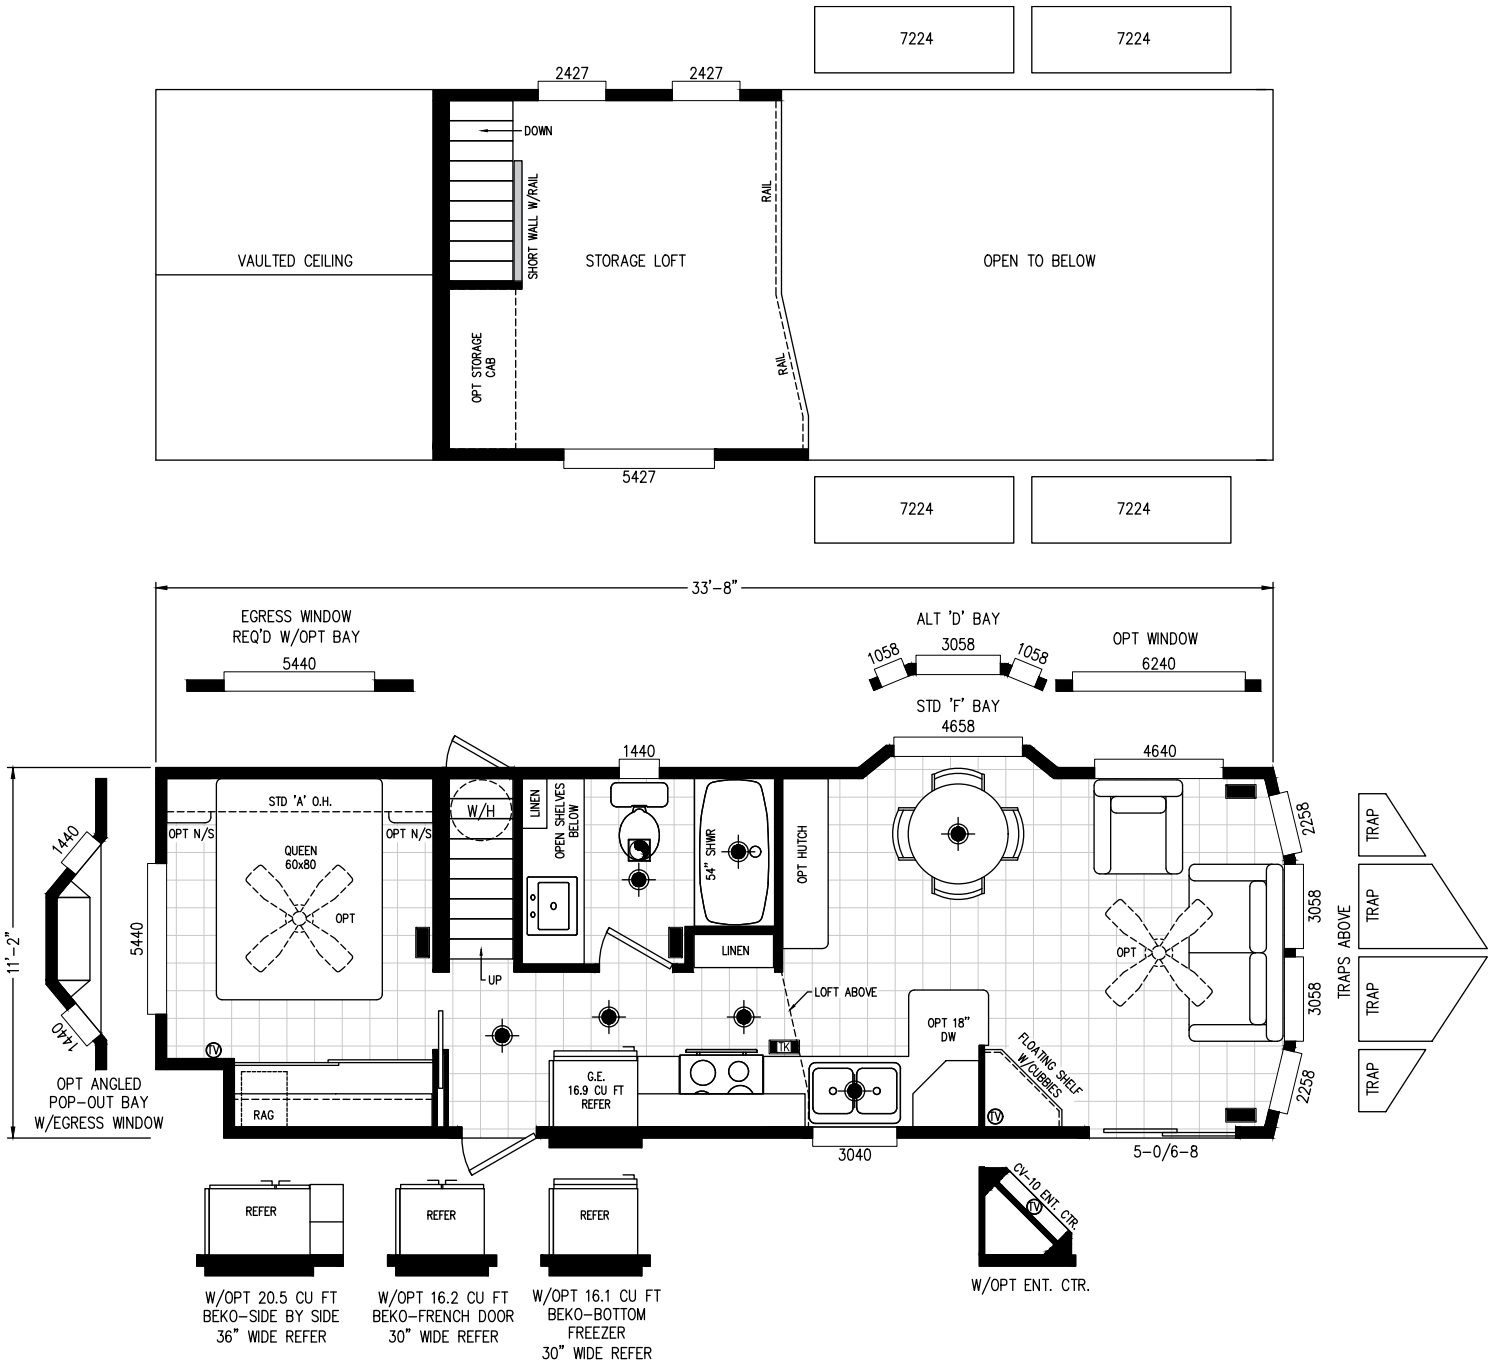 7224
7224
2427
2427
DOWN
SHORT WALL W/RAIL
RAIL
VAULTED CEILING
STORAGE LOFT
OPEN TO BELOW
OPT STORAGE
CAB
RAIL
5427
7224
7224
33'-8"
EGRESS WINDOW
REQ'D W/OPT BAY
5440
ALT 'D' BAY
1058
3058
1058
OPT WINDOW
6240
STD 'F' BAY
4658
1440
4640
11'-2"
1440
5440
1440
OPT ANGLED
POP-OUT BAY
W/EGRESS WINDOW
STD 'A' O.H.
OPT N/S
OPT N/S
QUEEN
60x80
OPT
TV
RAG
W/H
UP
LINEN
OPEN SHELVES
BELOW
54" SHWR
LINEN
OPT HUTCH
LOFT ABOVE
TK
G.E.
16.9 CU FT
REFER
OPT 18"
DW
FLOATING SHELF
W/CUBBIES
TV
OPT
2258
3058
3058
2258
TRAPS ABOVE
TRAP
TRAP
TRAP
TRAP
3040
5-0/6-8
REFER
W/OPT 20.5 CU FT
BEKO-SIDE BY SIDE
36" WIDE REFER
REFER
W/OPT 16.2 CU FT
BEKO-FRENCH DOOR
30" WIDE REFER
REFER
W/OPT 16.1 CU FT
BEKO-BOTTOM
FREEZER
30" WIDE REFER
CV-10 ENT. CTR.
TV
W/OPT ENT. CTR.